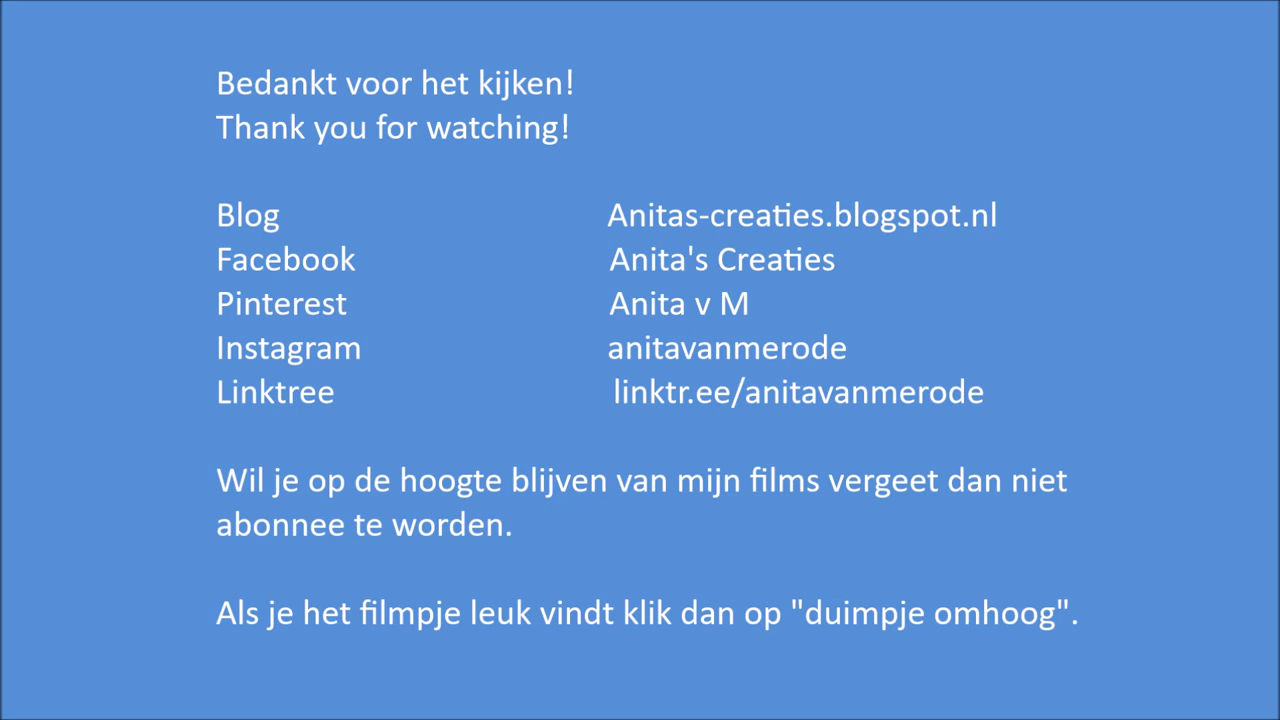 Bedankt voor het kijken!
Thank you for watching!
Blog Anitas-creaties.blogspot.nl
Facebook Anita's Creaties
Pinterest Anita v M
Instagram anitavanmerode
Linktree linktr.ee/anitavanmerode
Wil je op de hoogte blijven van mijn films vergeet dan niet
abonnee te worden.
Als je het filmpje leuk vindt klik dan op "duimpje omhoog".